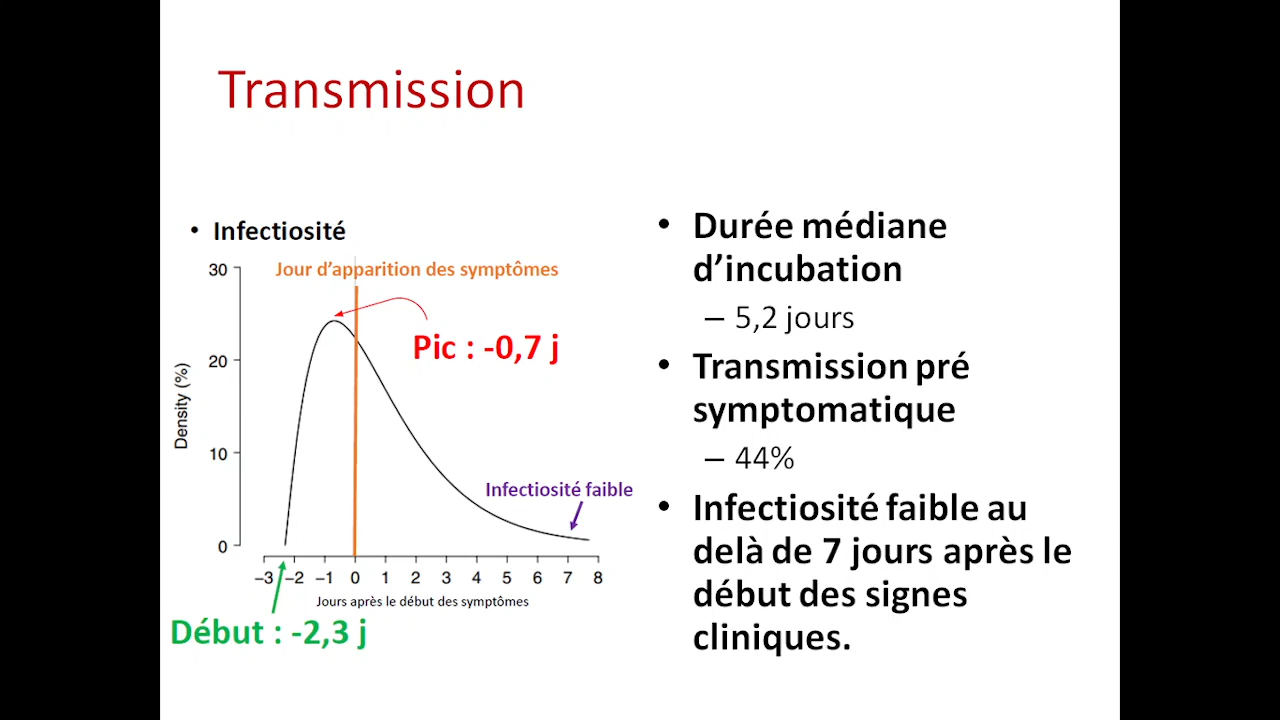 Transmission
• Infectiosité
Jour d’apparition des symptômes
Pic : -0,7 j
Infectiosité faible
Density (%)
30
20
10
0
−3 −2 −1 0 1 2 3 4 5 6 7 8
Jours après le début des symptômes
Début : -2,3 j
• Durée médiane
d’incubation
– 5,2 jours
• Transmission pré
symptomatique
– 44%
• Infectiosité faible au
delà de 7 jours après le
début des signes
cliniques.